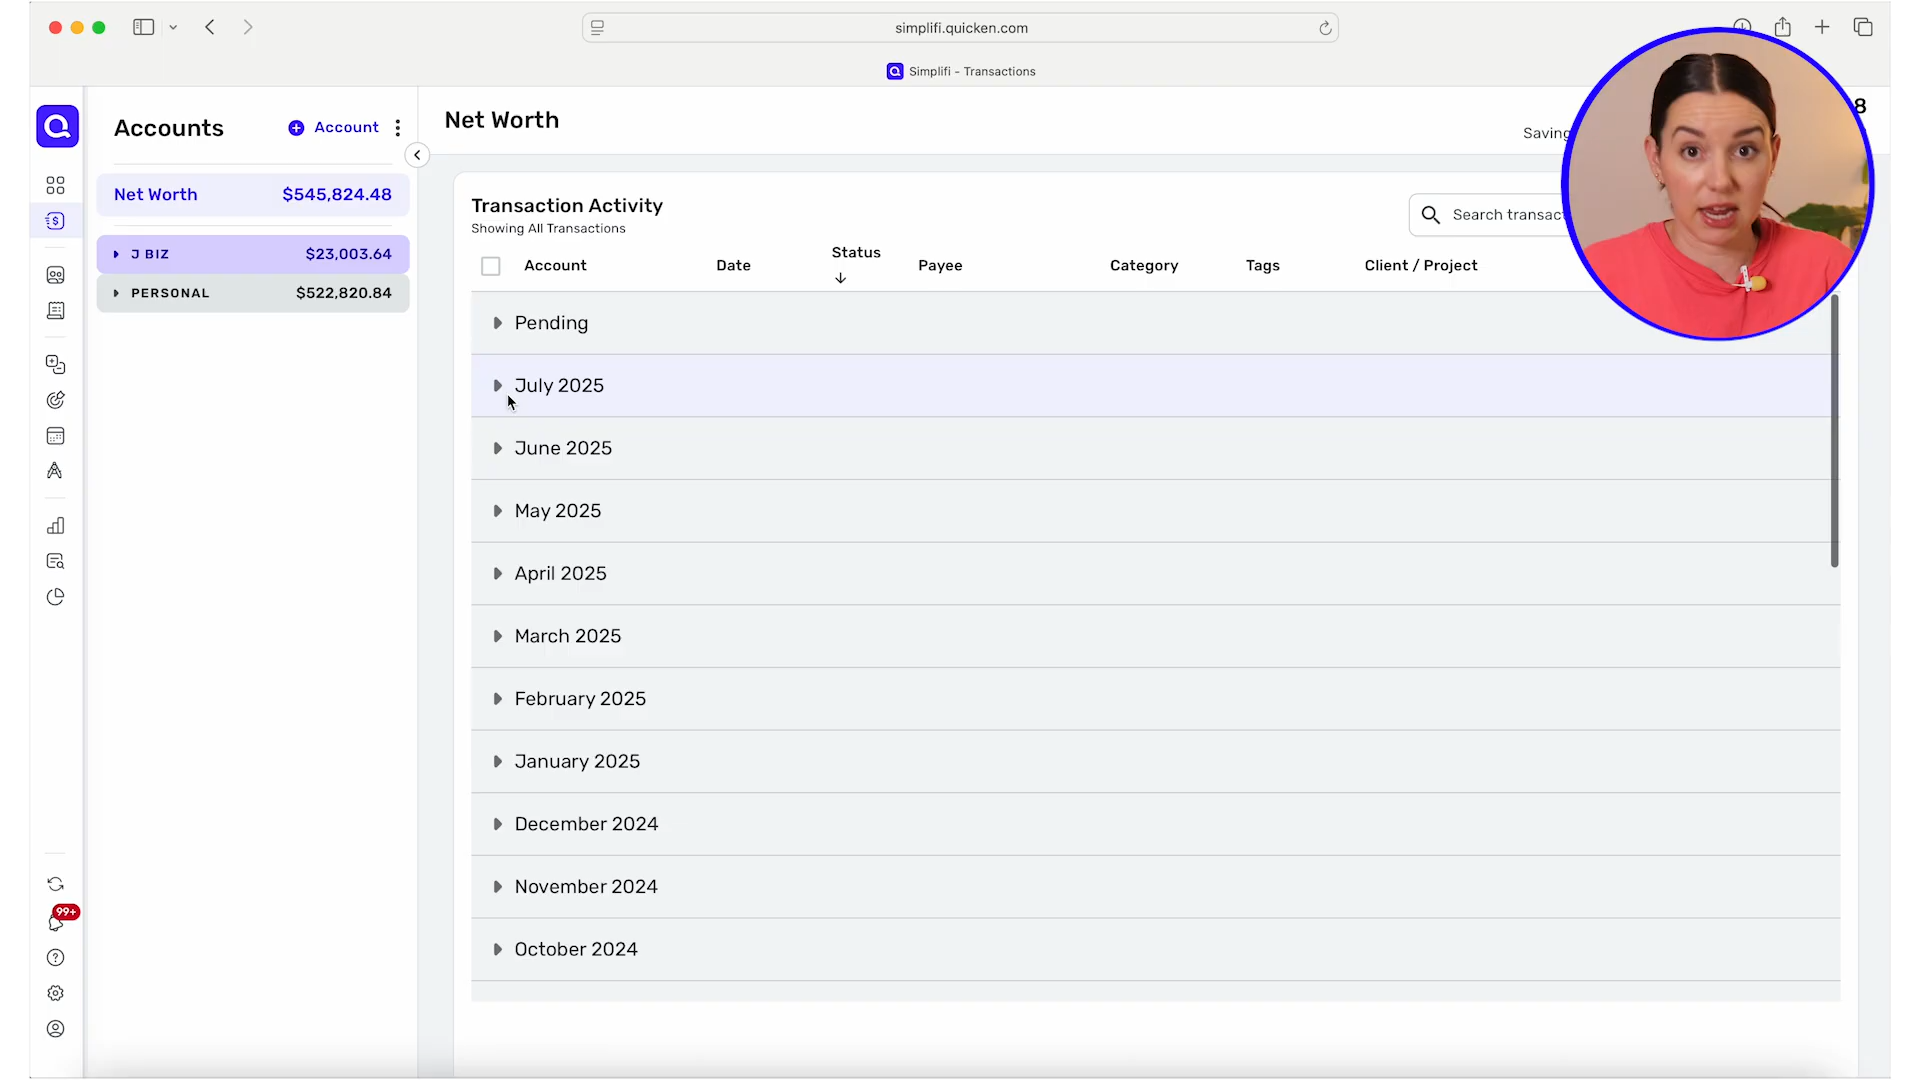 simplifi.quicken.com
Simplifi - Transactions
Accounts
Account
Net Worth $545,824.48
J BIZ $23,003.64
PERSONAL $522,820.84
99+
Net Worth
8
Saving
Transaction Activity
Showing All Transactions
Search transac
Account Date Status Payee Category Tags Client / Project
Pending
July 2025
June 2025
May 2025
April 2025
March 2025
February 2025
January 2025
December 2024
November 2024
October 2024